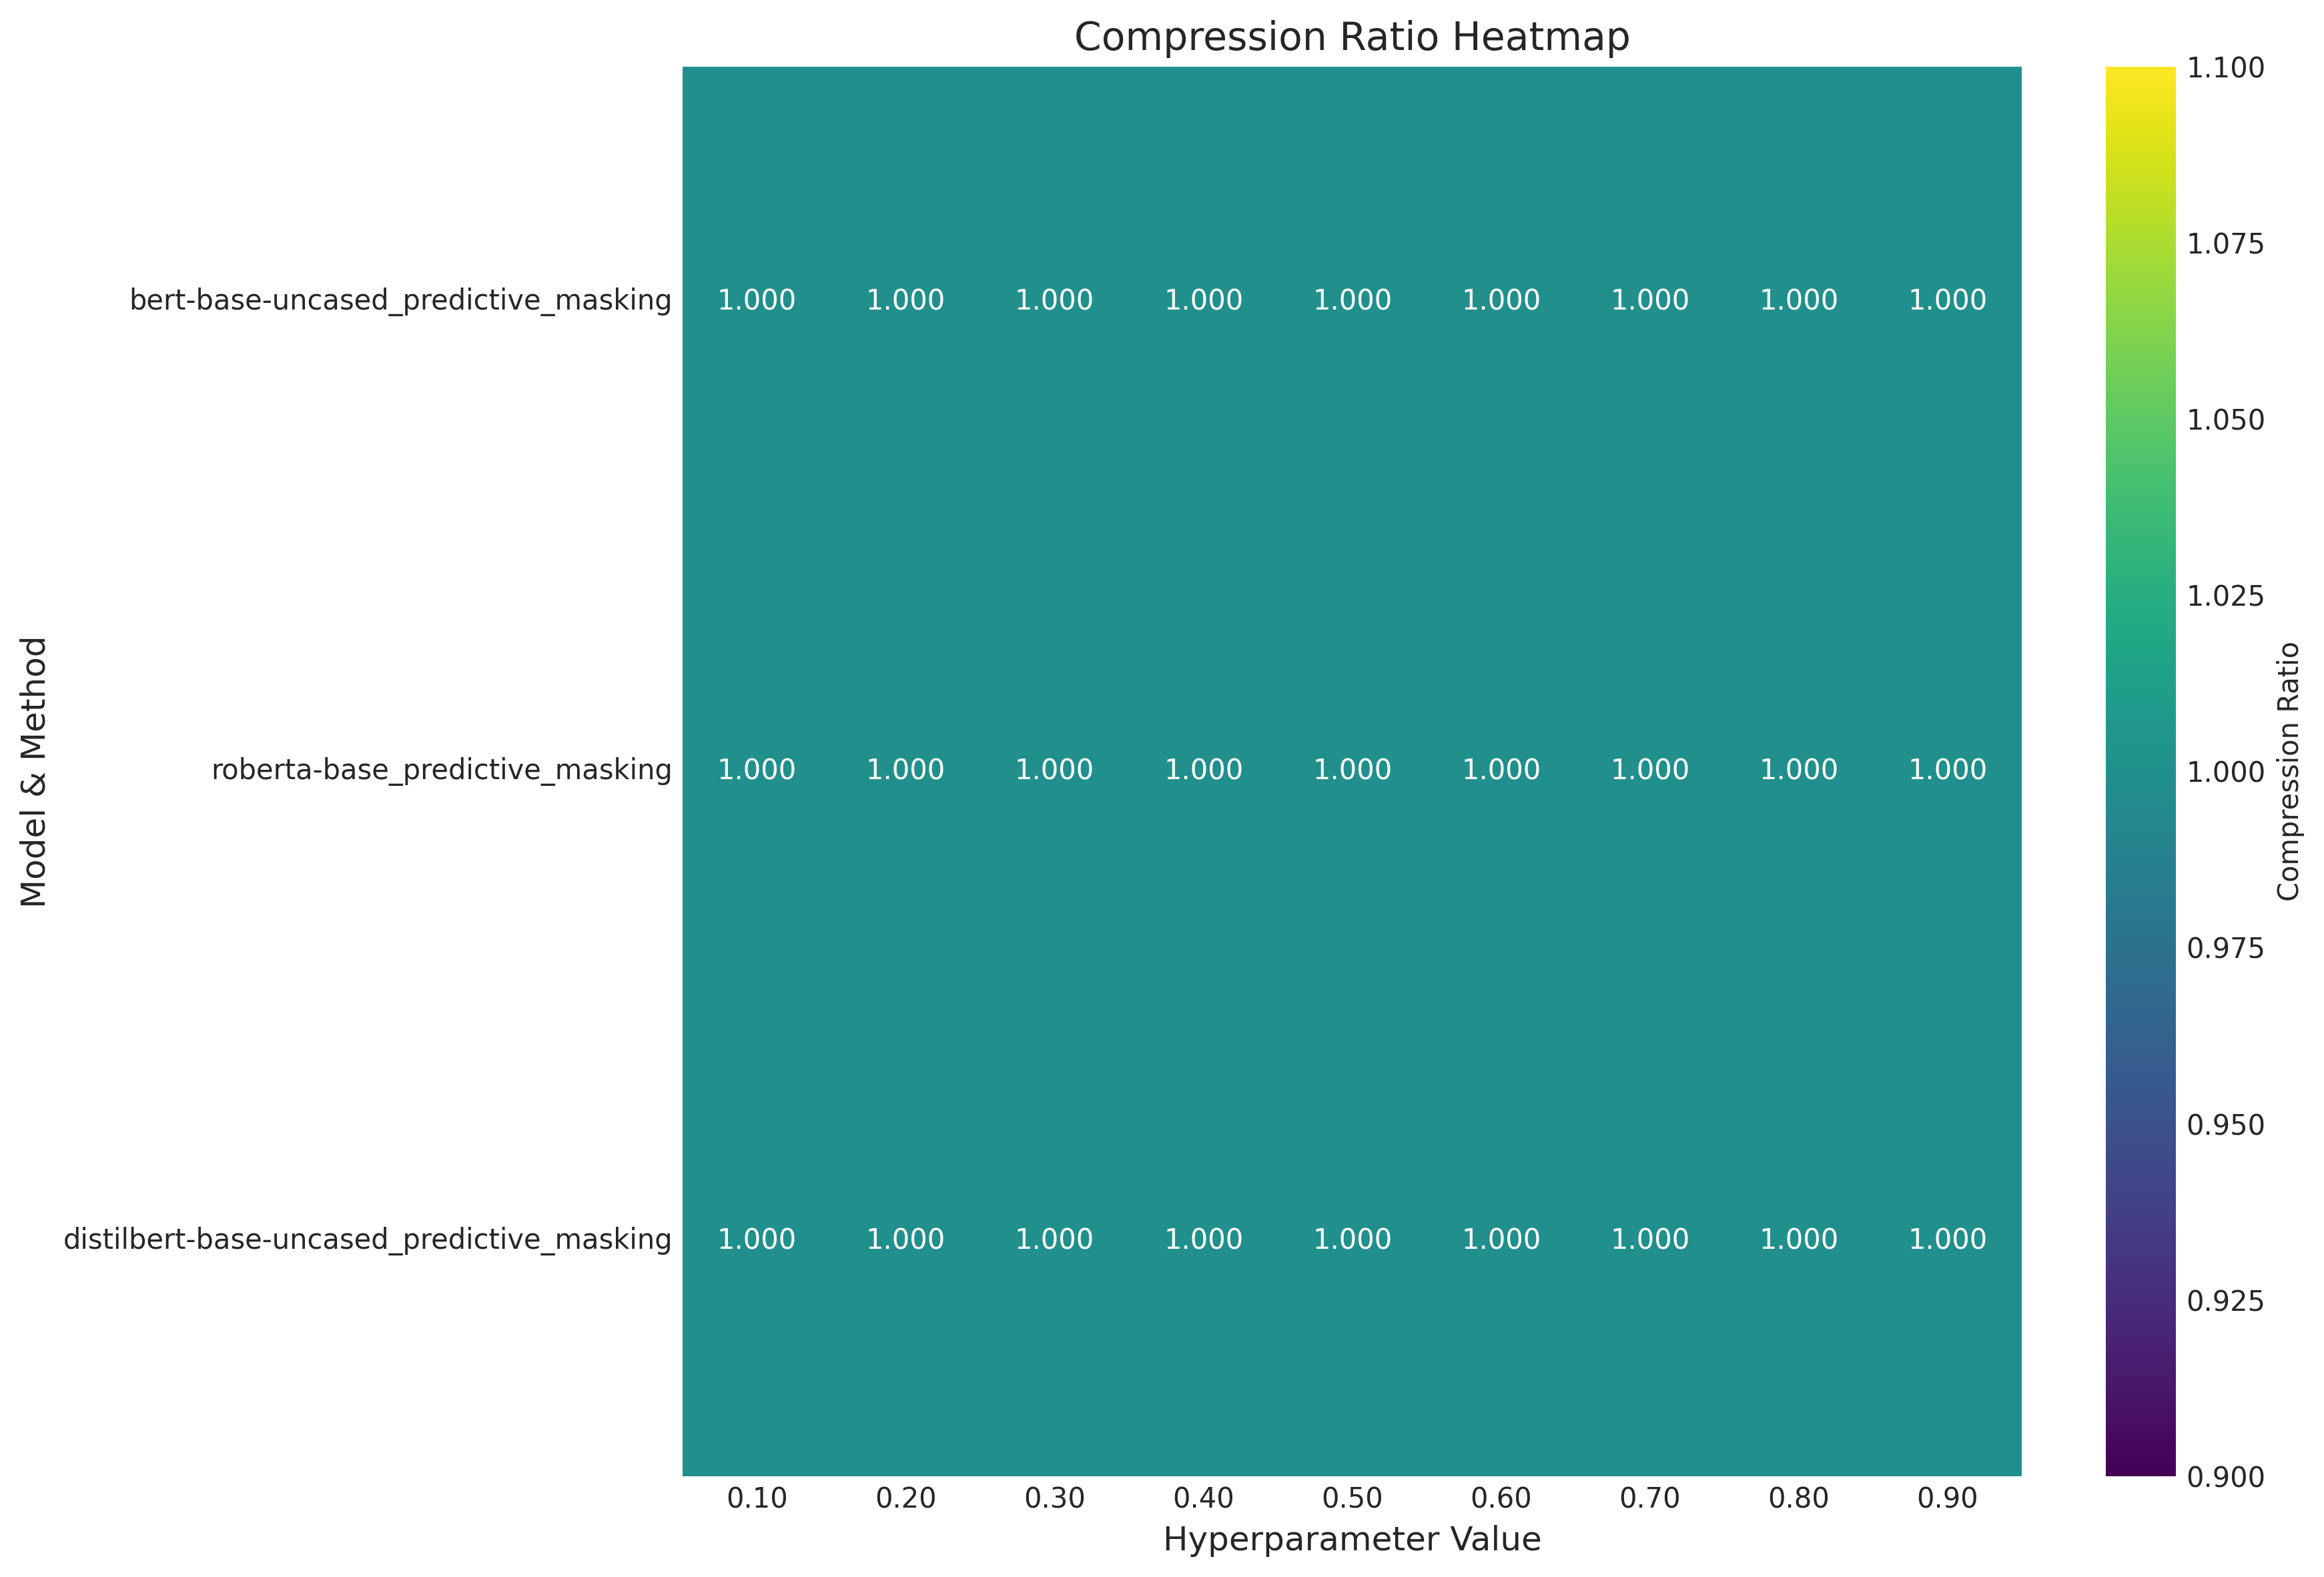 Compression Ratio Heatmap
Model & Method
bert-base-uncased_predictive_masking 1.000 1.000 1.000 1.000 1.000 1.000 1.000 1.000 1.000
roberta-base_predictive_masking 1.000 1.000 1.000 1.000 1.000 1.000 1.000 1.000 1.000
distilbert-base-uncased_predictive_masking 1.000 1.000 1.000 1.000 1.000 1.000 1.000 1.000 1.000
0.10 0.20 0.30 0.40 0.50 0.60 0.70 0.80 0.90
Hyperparameter Value
1.100
1.075
1.050
1.025
1.000
0.975
0.950
0.925
0.900
Compression Ratio